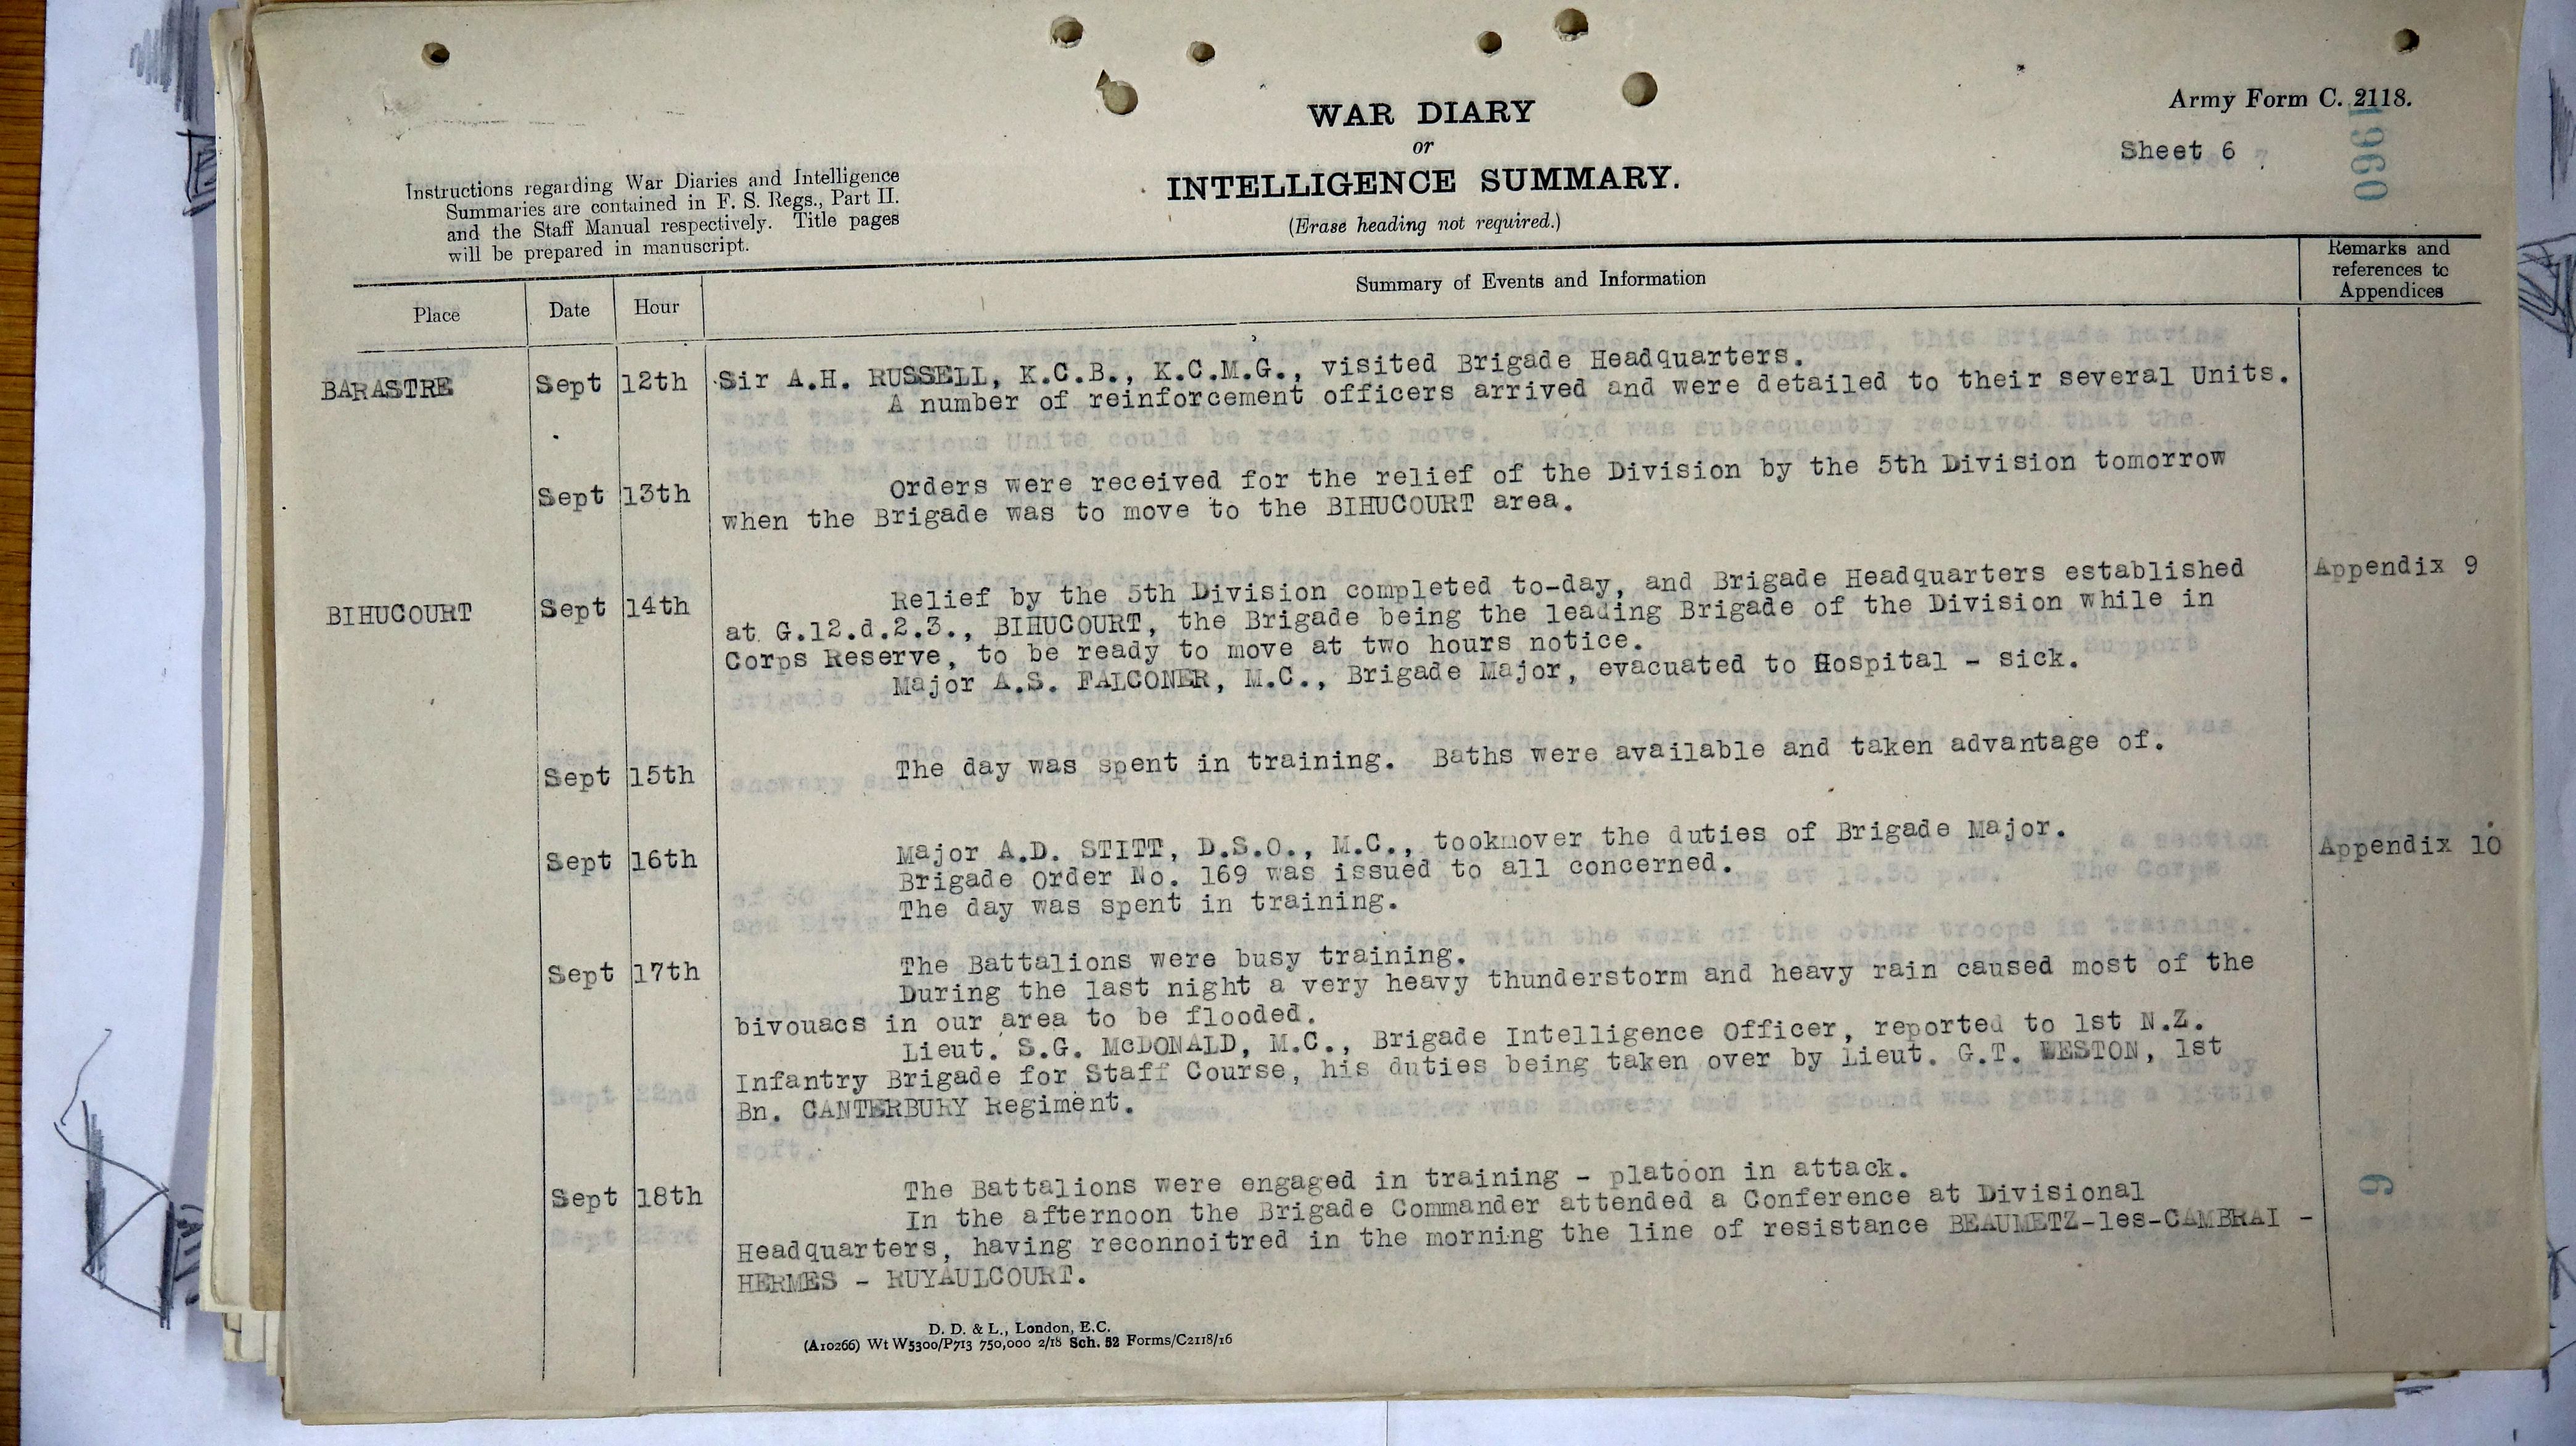 Army Form C. 2118.
WAR DIARY
or
INTELLIGENCE SUMMARY.
(Erase heading not required.)
Sheet 6
0961
Instructions regarding War Diaries and Intelligence
Summaries are contained in F. S. Regs., Part II.
and the Staff Manual respectively. Title pages
will be prepared in manuscript.
Place Date Hour Summary of Events and Information Remarks and
references to
Appendices
BARASTRE Sept 12th Sir A.H. RUSSELL, K.C.B., K.C.M.G., visited Brigade Headquarters.
A number of reinforcement officers arrived and were detailed to their several Units.
Sept 13th Orders were received for the relief of the Division by the 5th Division tomorrow
when the Brigade was to move to the BIHUCOURT area.
BIHUCOURT Sept 14th Relief by the 5th Division completed to-day, and Brigade Headquarters established Appendix 9
at G.12.d.2.3., BIHUCOURT, the Brigade being the leading Brigade of the Division while in
Corps Reserve, to be ready to move at two hours notice.
Major A.S. FALCONER, M.C., Brigade Major, evacuated to Hospital - sick.
Sept 15th The day was spent in training. Baths were available and taken advantage of.
Sept 16th Major A.D. STITT, D.S.O., M.C., tooknover the duties of Brigade Major. Appendix 10
Brigade Order No. 169 was issued to all concerned.
The day was spent in training.
Sept 17th The Battalions were busy training.
During the last night a very heavy thunderstorm and heavy rain caused most of the
bivouacs in our area to be flooded.
Lieut. S.G. McDONALD, M.C., Brigade Intelligence Officer, reported to 1st N.Z.
Infantry Brigade for Staff Course, his duties being taken over by Lieut. G.T. WESTON, 1st
Bn. CANTERBURY Regiment.
Sept 18th The Battalions were engaged in training - platoon in attack.
In the afternoon the Brigade Commander attended a Conference at Divisional
Headquarters, having reconnoitred in the morning the line of resistance BEAUMETZ-les-CAMBRAI -
HERMES - RUYAULCOURT.
9
D. D. & L., London, E.C.
(A10266) Wt W5300/P713 750,000 2/18 Sch. 52 Forms/C2118/16